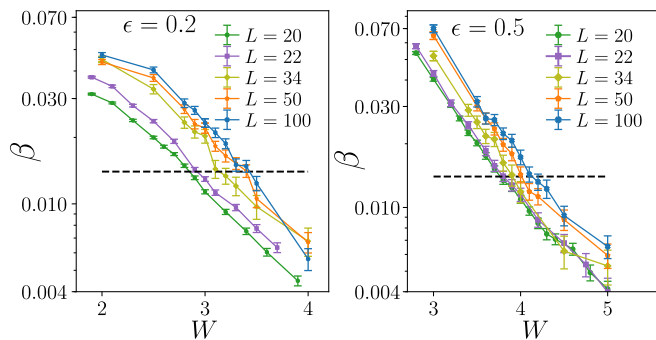 ϵ = 0.2
L = 20
L = 22
L = 34
L = 50
L = 100
0.070
0.030
0.010
0.004
β
2
3
4
W
ϵ = 0.5
L = 20
L = 22
L = 34
L = 50
L = 100
0.070
0.030
0.010
0.004
β
3
4
5
W